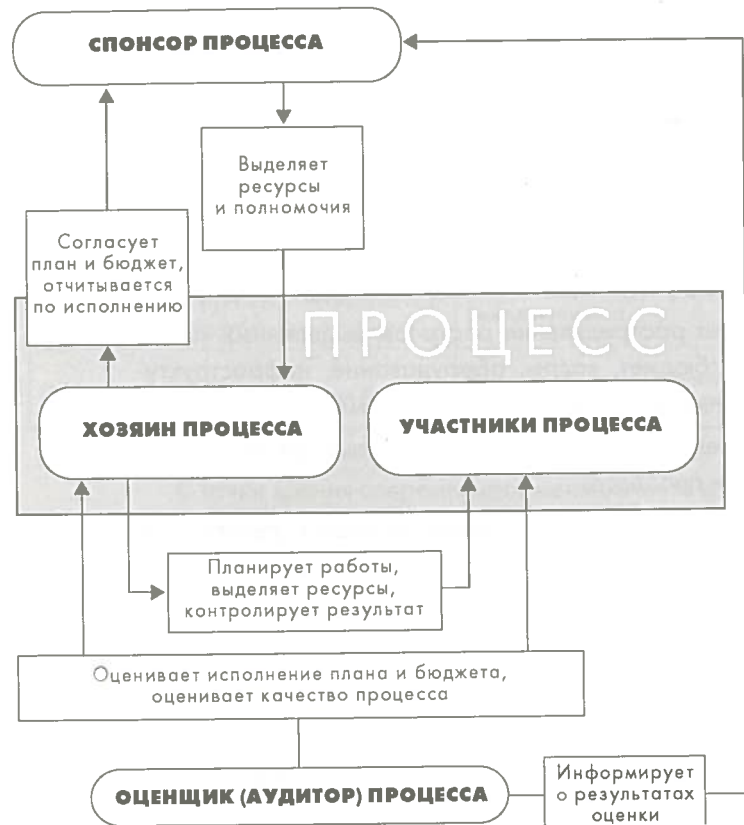 СПОНСОР ПРОЦЕССА
Выделяет
ресурсы
и полномочия
Согласует
план и бюджет,
отчитывается
по исполнению
ПРОЦЕСС
ХОЗЯИН ПРОЦЕССА
УЧАСТНИКИ ПРОЦЕССА
Планирует работы,
выделяет ресурсы,
контролирует результат
Оценивает исполнение плана и бюджета,
оценивает качество процесса
ОЦЕНЩИК (АУДИТОР) ПРОЦЕССА
Информирует
о результатах
оценки